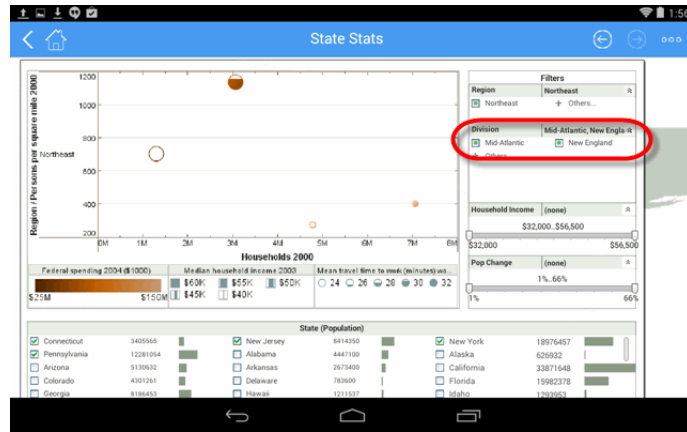 1:50
State Stats
Region / Persons per square mile 2000
1200
1000
800
600
400
200
Northeast
0M 1M 2M 3M 4M 5M 6M 7M 8M
Households 2000
Federal spending 2004 ($1000)
$25M $150M
Median household income 2003
$60K $55K $50K
$45K $40K
Mean travel time to work (minutes) wo...
24 26 28 30 32
Filters
Region Northeast
Northeast + Others...
Division Mid-Atlantic, New Engla
Mid-Atlantic New England
+ Others
Household Income (none)
$32,000..$56,500
$32,000 $56,500
Pop Change (none)
1%..66%
1% 66%
State (Population)
Connecticut 3405565 New Jersey 8414350 New York 18976457
Pennsylvania 12281054 Alabama 4447100 Alaska 626932
Arizona 5130632 Arkansas 2673400 California 33871648
Colorado 4301261 Delaware 783600 Florida 15982378
Georgia 8186453 Hawaii 1211537 Idaho 1293953